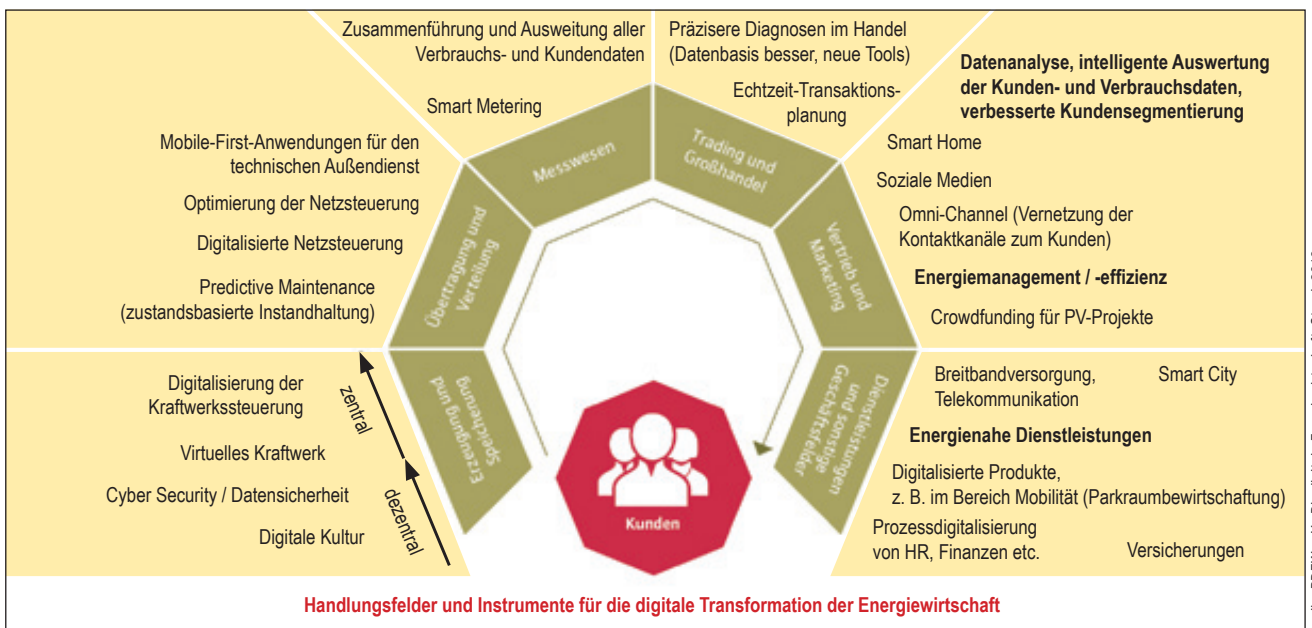 Zusammenführung und Ausweitung aller
Verbrauchs- und Kundendaten
Smart Metering
Präzisere Diagnosen im Handel
(Datenbasis besser, neue Tools)
Echtzeit-Transaktions-
planung
Datenanalyse, intelligente Auswertung
der Kunden- und Verbrauchsdaten,
verbesserte Kundensegmentierung
Smart Home
Soziale Medien
Omni-Channel (Vernetzung der
Kontaktkanäle zum Kunden)
Energiemanagement / -effizienz
Crowdfunding für PV-Projekte
Mobile-First-Anwendungen für den
technischen Außendienst
Optimierung der Netzsteuerung
Digitalisierte Netzsteuerung
Predictive Maintenance
(zustandsbasierte Instandhaltung)
Digitalisierung der
Kraftwerkssteuerung
Virtuelles Kraftwerk
Cyber Security / Datensicherheit
Digitale Kultur
zentral
dezentral
Erzeugung und
Speicherung
Übertragung und
Verteilung
Messwesen
Trading und
Großhandel
Vertrieb und
Marketing
Dienstleistungen
und sonstige
Geschäftsfelder
Kunden
Breitbandversorgung,
Telekommunikation
Smart City
Energienahe Dienstleistungen
Digitalisierte Produkte,
z. B. im Bereich Mobilität (Parkraumbewirtschaftung)
Prozessdigitalisierung
von HR, Finanzen etc.
Versicherungen
Handlungsfelder und Instrumente für die digitale Transformation der Energiewirtschaft